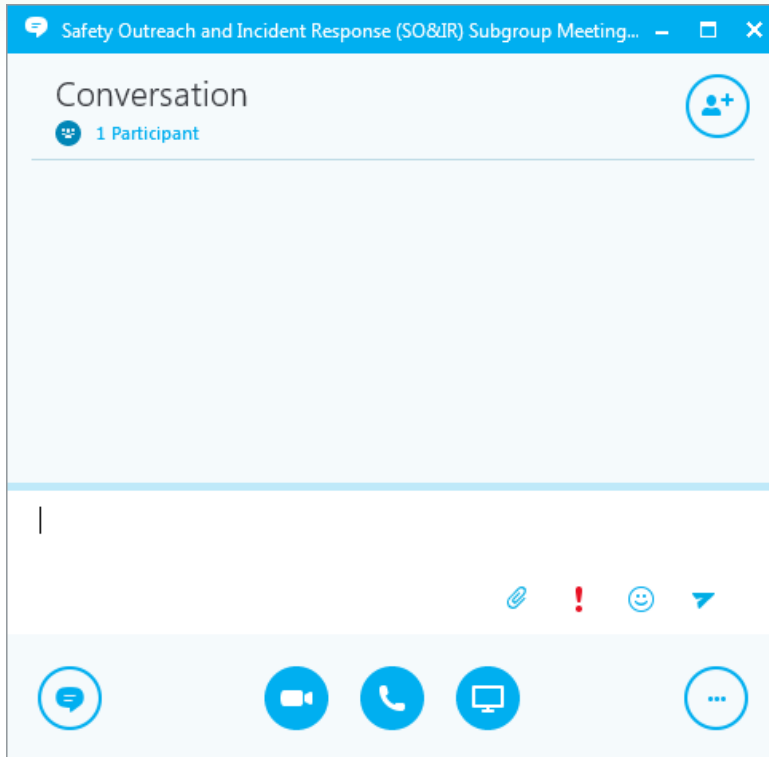 Safety Outreach and Incident Response (SO&IR) Subgroup Meeting...
Conversation
1 Participant